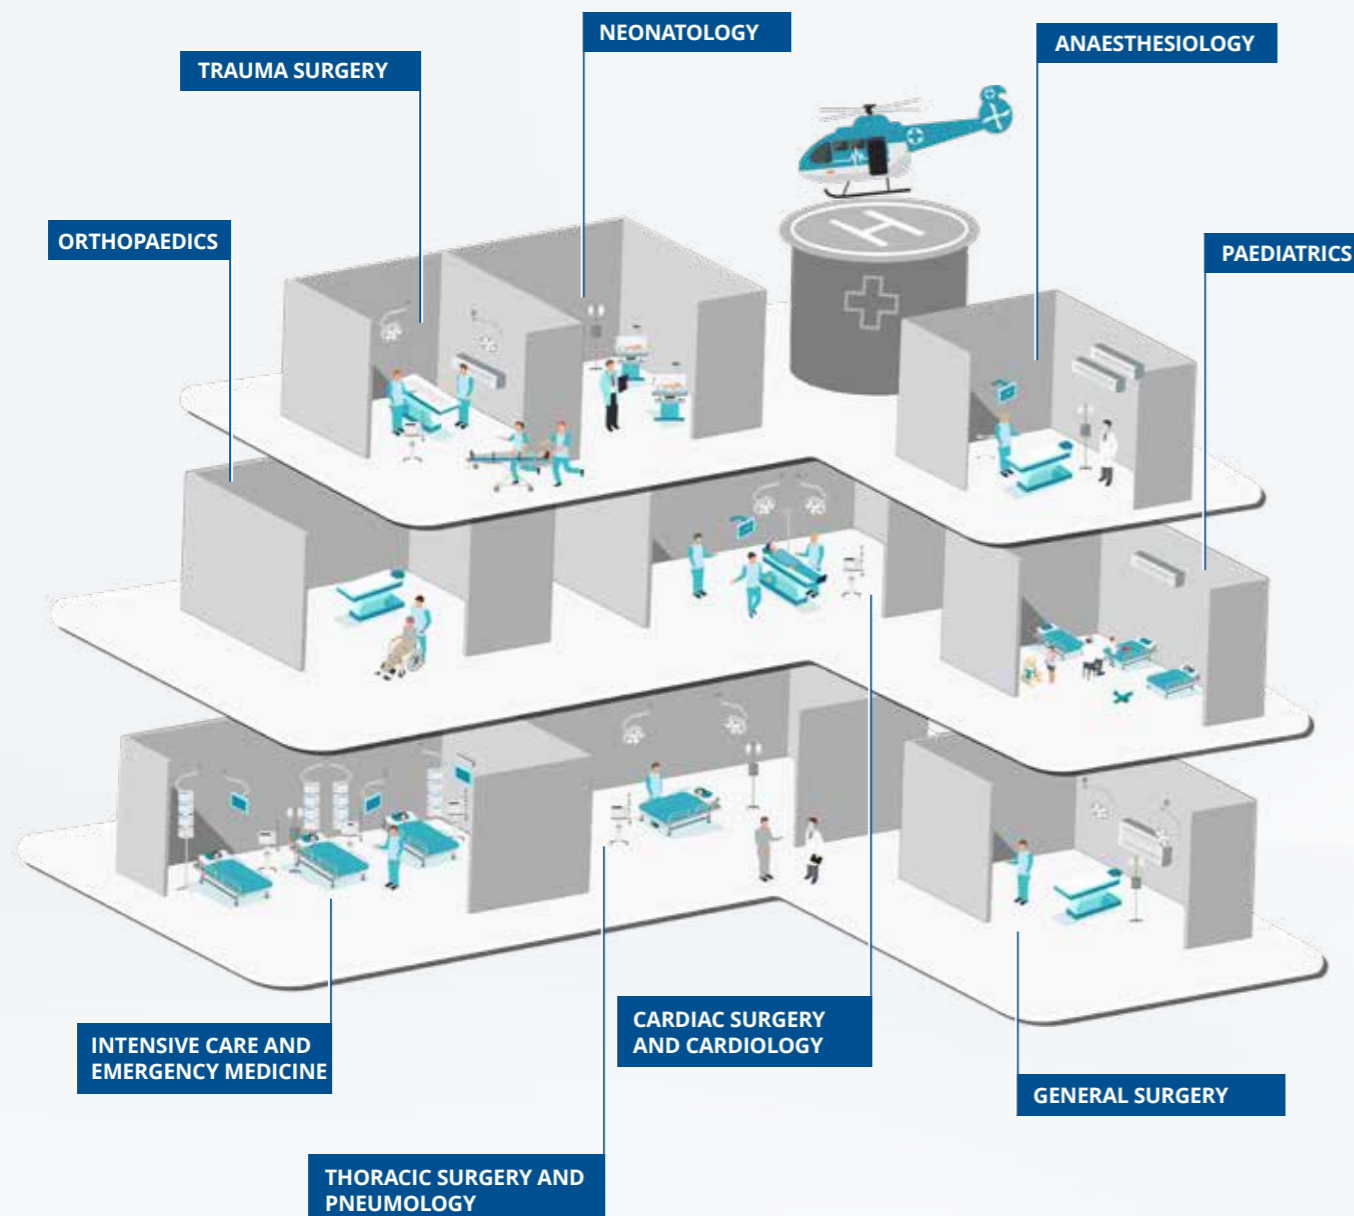 NEONATOLOGY
ANAESTHESIOLOGY
TRAUMA SURGERY
ORTHOPAEDICS
PAEDIATRICS
H
INTENSIVE CARE AND
EMERGENCY MEDICINE
CARDIAC SURGERY
AND CARDIOLOGY
GENERAL SURGERY
THORACIC SURGERY AND
PNEUMOLOGY